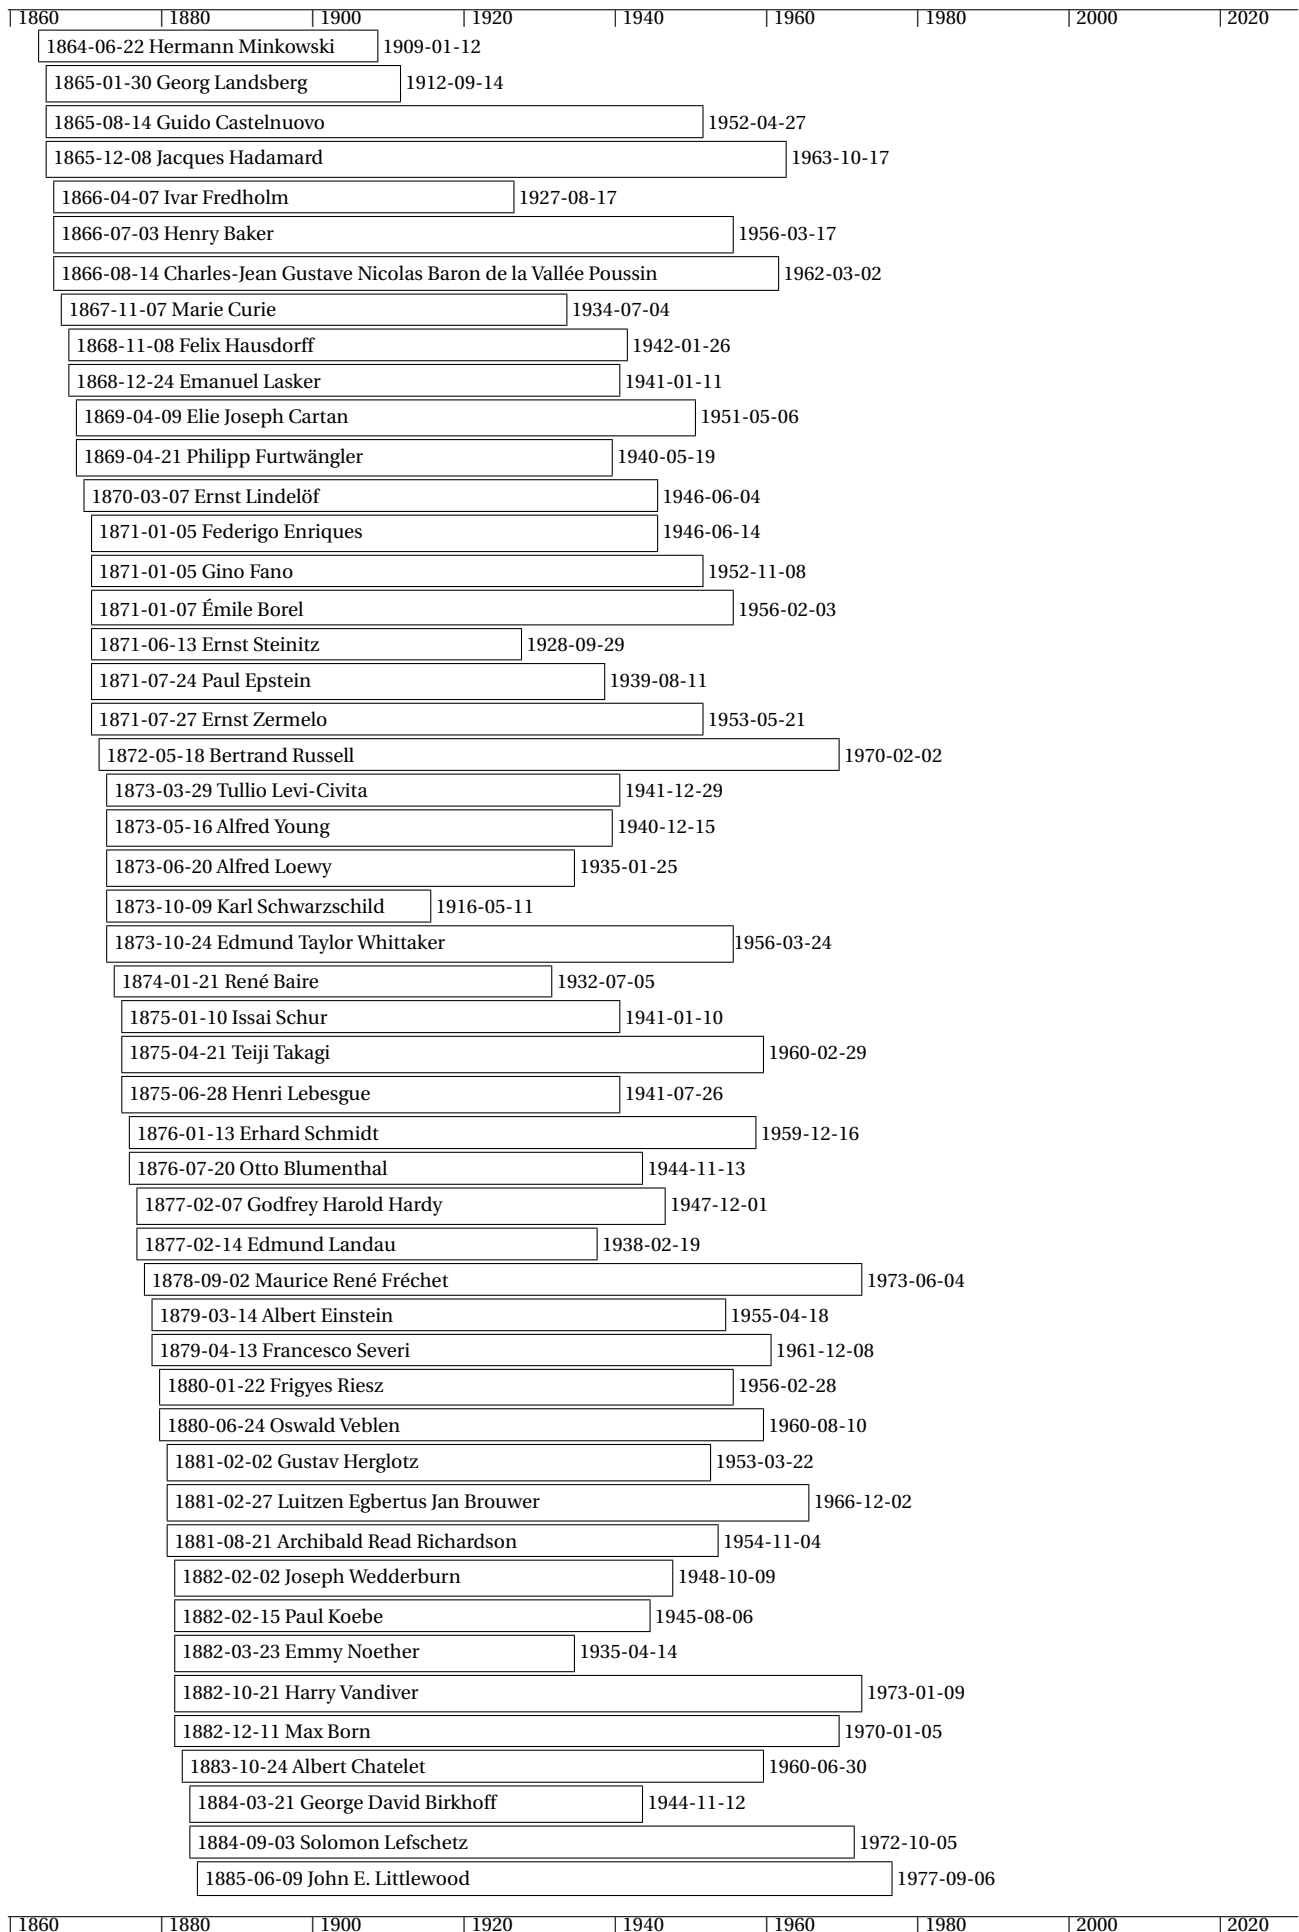 1860 1880 1900 1920 1940 1960 1980 2000 2020
1864-06-22 Hermann Minkowski 1909-01-12
1865-01-30 Georg Landsberg 1912-09-14
1865-08-14 Guido Castelnuovo 1952-04-27
1865-12-08 Jacques Hadamard 1963-10-17
1866-04-07 Ivar Fredholm 1927-08-17
1866-07-03 Henry Baker 1956-03-17
1866-08-14 Charles-Jean Gustave Nicolas Baron de la Vallée Poussin 1962-03-02
1867-11-07 Marie Curie 1934-07-04
1868-11-08 Felix Hausdorff 1942-01-26
1868-12-24 Emanuel Lasker 1941-01-11
1869-04-09 Elie Joseph Cartan 1951-05-06
1869-04-21 Philipp Furtwängler 1940-05-19
1870-03-07 Ernst Lindelöf 1946-06-04
1871-01-05 Federigo Enriques 1946-06-14
1871-01-05 Gino Fano 1952-11-08
1871-01-07 Émile Borel 1956-02-03
1871-06-13 Ernst Steinitz 1928-09-29
1871-07-24 Paul Epstein 1939-08-11
1871-07-27 Ernst Zermelo 1953-05-21
1872-05-18 Bertrand Russell 1970-02-02
1873-03-29 Tullio Levi-Civita 1941-12-29
1873-05-16 Alfred Young 1940-12-15
1873-06-20 Alfred Loewy 1935-01-25
1873-10-09 Karl Schwarzschild 1916-05-11
1873-10-24 Edmund Taylor Whittaker 1956-03-24
1874-01-21 René Baire 1932-07-05
1875-01-10 Issai Schur 1941-01-10
1875-04-21 Teiji Takagi 1960-02-29
1875-06-28 Henri Lebesgue 1941-07-26
1876-01-13 Erhard Schmidt 1959-12-16
1876-07-20 Otto Blumenthal 1944-11-13
1877-02-07 Godfrey Harold Hardy 1947-12-01
1877-02-14 Edmund Landau 1938-02-19
1878-09-02 Maurice René Fréchet 1973-06-04
1879-03-14 Albert Einstein 1955-04-18
1879-04-13 Francesco Severi 1961-12-08
1880-01-22 Frigyes Riesz 1956-02-28
1880-06-24 Oswald Veblen 1960-08-10
1881-02-02 Gustav Herglotz 1953-03-22
1881-02-27 Luitzen Egbertus Jan Brouwer 1966-12-02
1881-08-21 Archibald Read Richardson 1954-11-04
1882-02-02 Joseph Wedderburn 1948-10-09
1882-02-15 Paul Koebe 1945-08-06
1882-03-23 Emmy Noether 1935-04-14
1882-10-21 Harry Vandiver 1973-01-09
1882-12-11 Max Born 1970-01-05
1883-10-24 Albert Chatelet 1960-06-30
1884-03-21 George David Birkhoff 1944-11-12
1884-09-03 Solomon Lefschetz 1972-10-05
1885-06-09 John E. Littlewood 1977-09-06
1860 1880 1900 1920 1940 1960 1980 2000 2020